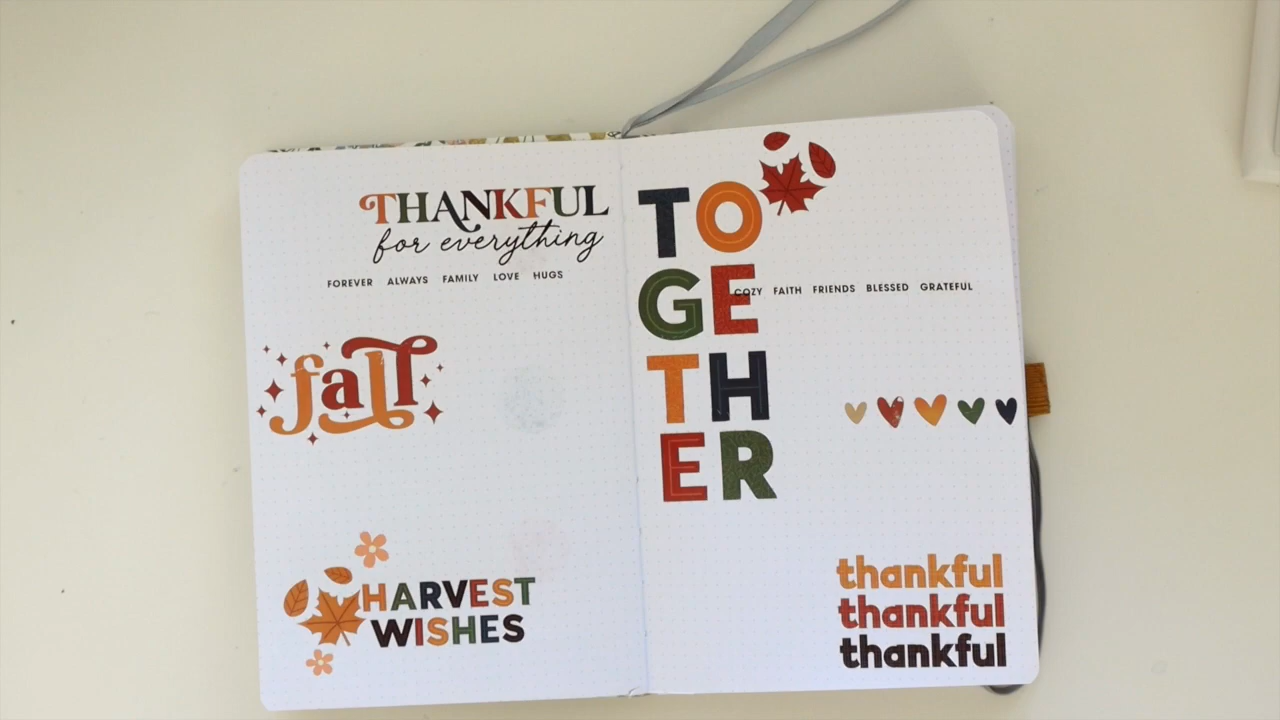 THANKFUL
for everything
FOREVER ALWAYS FAMILY LOVE HUGS
fall
HARVEST
WISHES
TO
GE
TH
ER
COZY FAITH FRIENDS BLESSED GRATEFUL
thankful
thankful
thankful